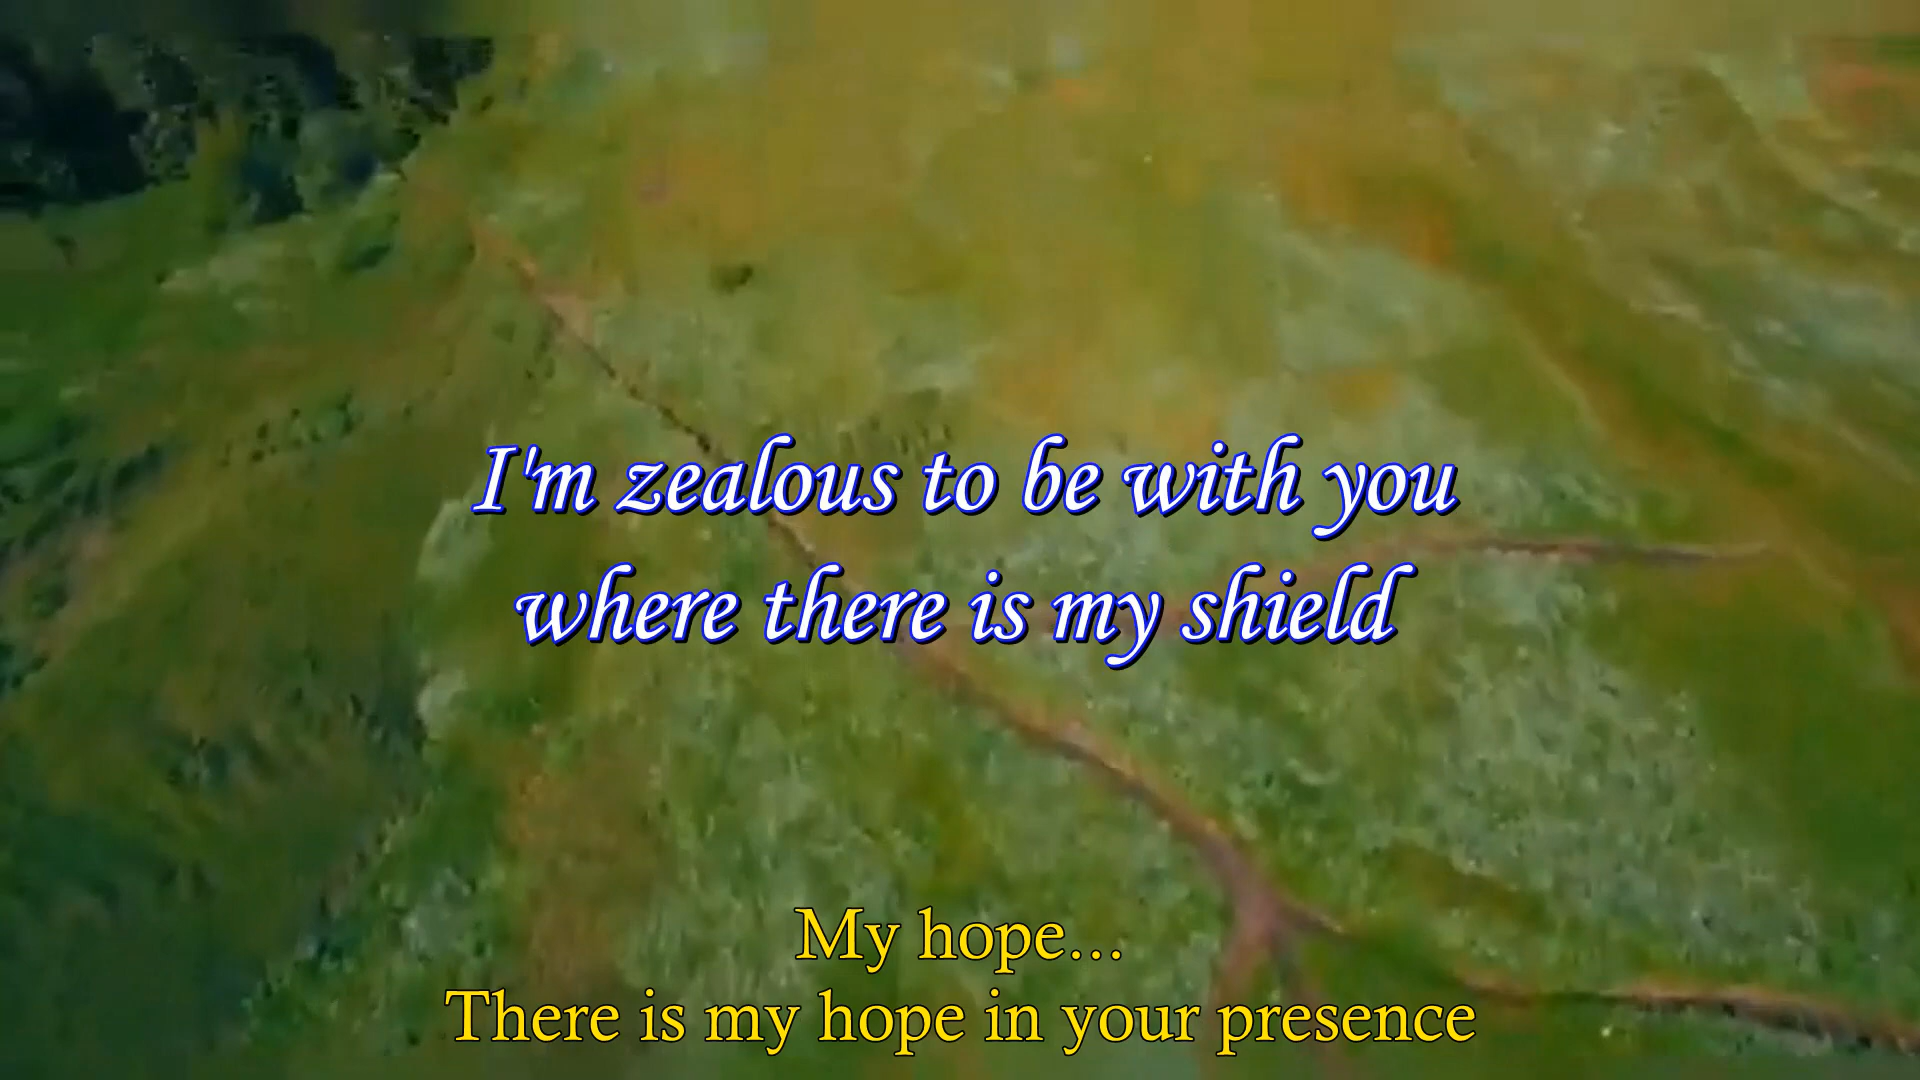 I'm zealous to be with you
where there is my shield
My hope...
There is my hope in your presence